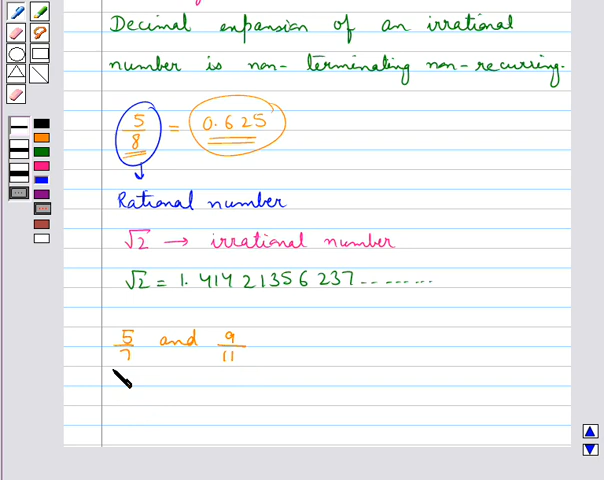 Decimal expansion of an irrational
number is non-terminating non-recurring.
5/8 = 0.625
Rational number
√2 → irrational number
√2 = 1.41421356237........
5/7 and 9/11